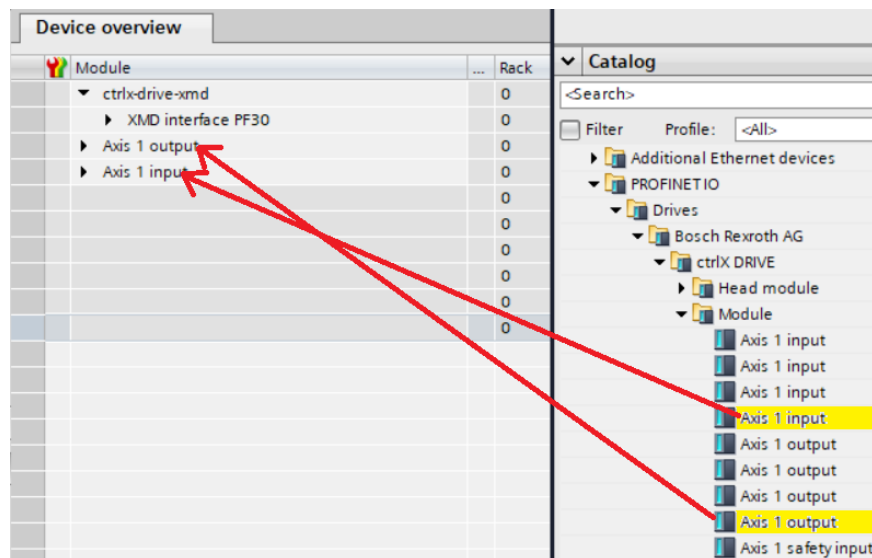 Device overview
Module ... Rack
ctrlx-drive-xmd 0
XMD interface PF30 0
Axis 1 output 0
Axis 1 input 0
0
0
0
0
0
Catalog
<Search>
Filter Profile: <All>
Additional Ethernet devices
PROFINET IO
Drives
Bosch Rexroth AG
ctrlX DRIVE
Head module
Module
Axis 1 input
Axis 1 input
Axis 1 input
Axis 1 input
Axis 1 output
Axis 1 output
Axis 1 output
Axis 1 output
Axis 1 safety input